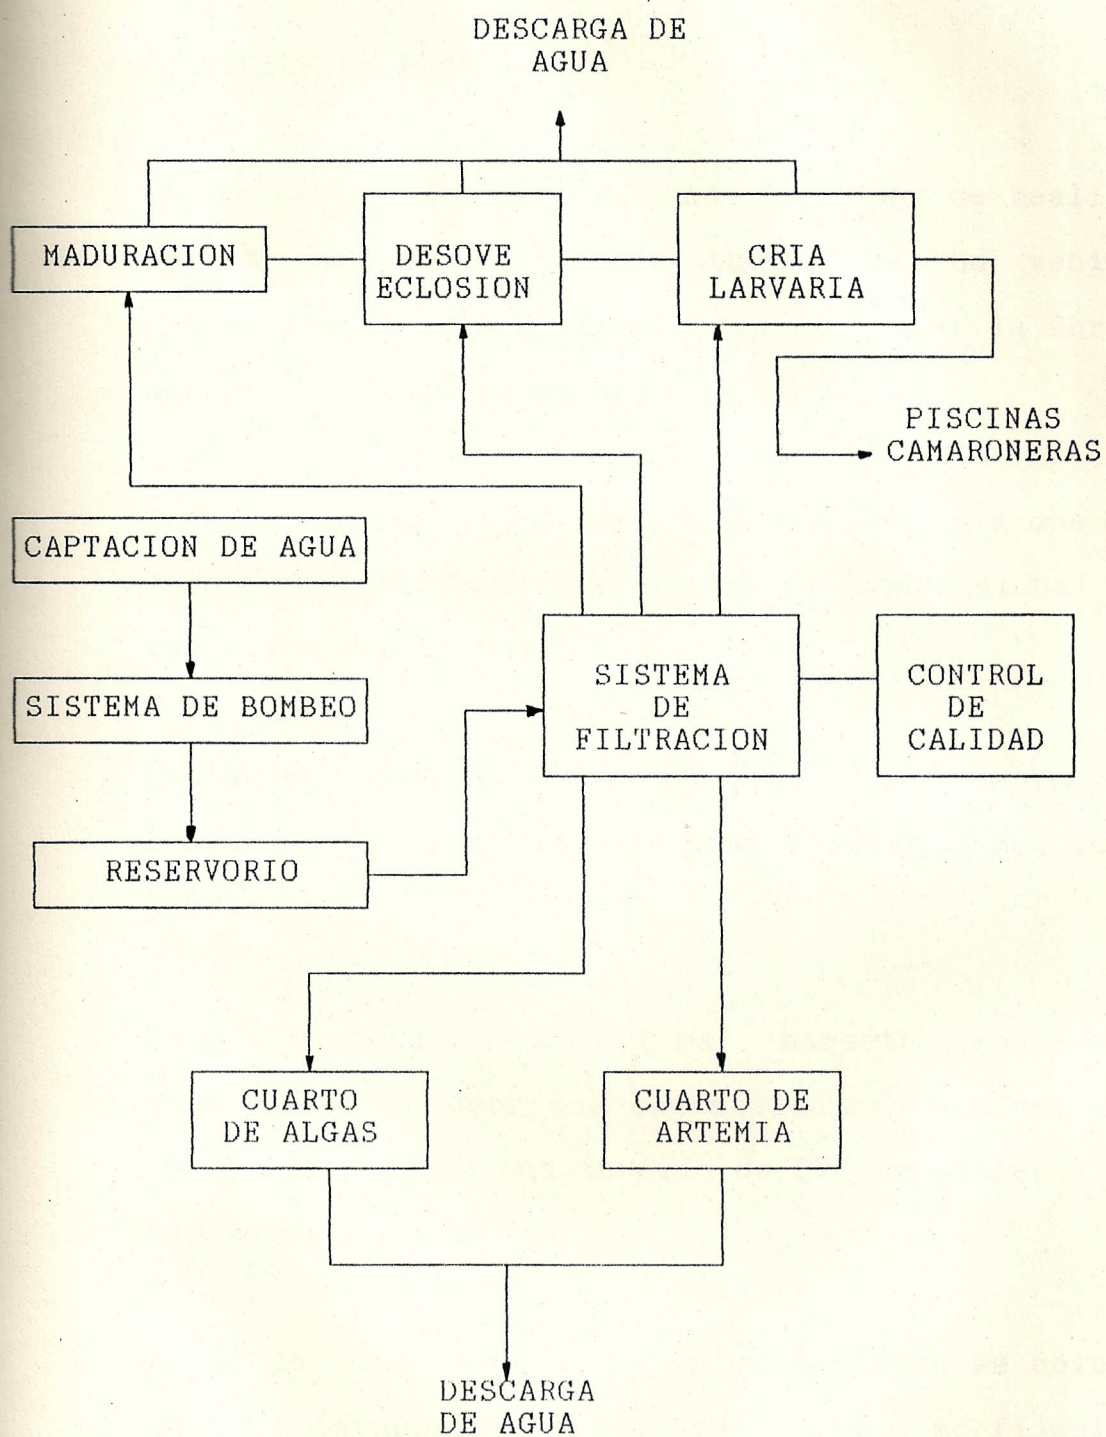 DESCARGA DE
AGUA
MADURACION
DESOVE
ECLOSION
CRIA
LARVARIA
PISCINAS
CAMARONERAS
CAPTACION DE AGUA
SISTEMA DE BOMBEO
RESERVORIO
SISTEMA
DE
FILTRACION
CONTROL
DE
CALIDAD
CUARTO
DE ALGAS
CUARTO DE
ARTEMIA
DESCARGA
DE AGUA